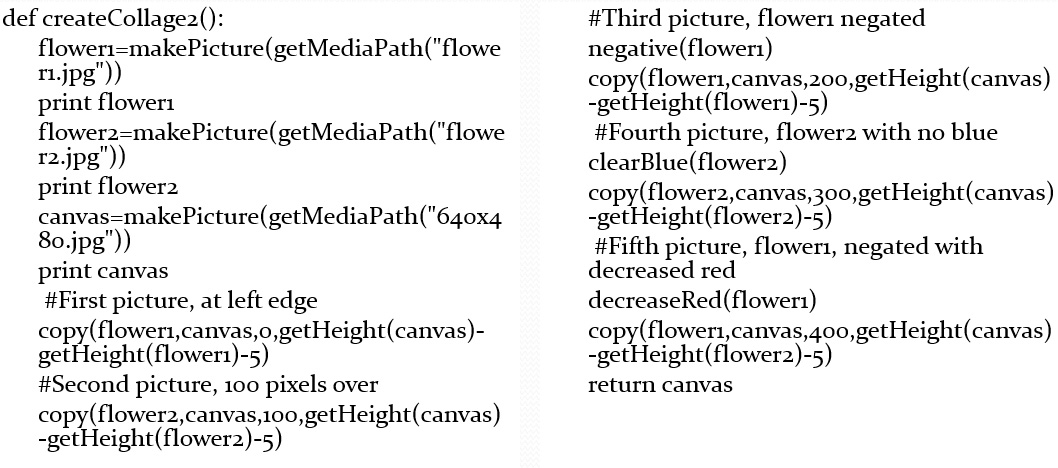 def createCollage2():
flower1=makePicture(getMediaPath("flowe
r1.jpg"))
print flower1
flower2=makePicture(getMediaPath("flowe
r2.jpg"))
print flower2
canvas=makePicture(getMediaPath("640x4
80.jpg"))
print canvas
#First picture, at left edge
copy(flower1,canvas,0,getHeight(canvas)-
getHeight(flower1)-5)
#Second picture, 100 pixels over
copy(flower2,canvas,100,getHeight(canvas)
-getHeight(flower2)-5)
#Third picture, flower1 negated
negative(flower1)
copy(flower1,canvas,200,getHeight(canvas)
-getHeight(flower1)-5)
#Fourth picture, flower2 with no blue
clearBlue(flower2)
copy(flower2,canvas,300,getHeight(canvas)
-getHeight(flower2)-5)
#Fifth picture, flower1, negated with
decreased red
decreaseRed(flower1)
copy(flower1,canvas,400,getHeight(canvas)
-getHeight(flower2)-5)
return canvas